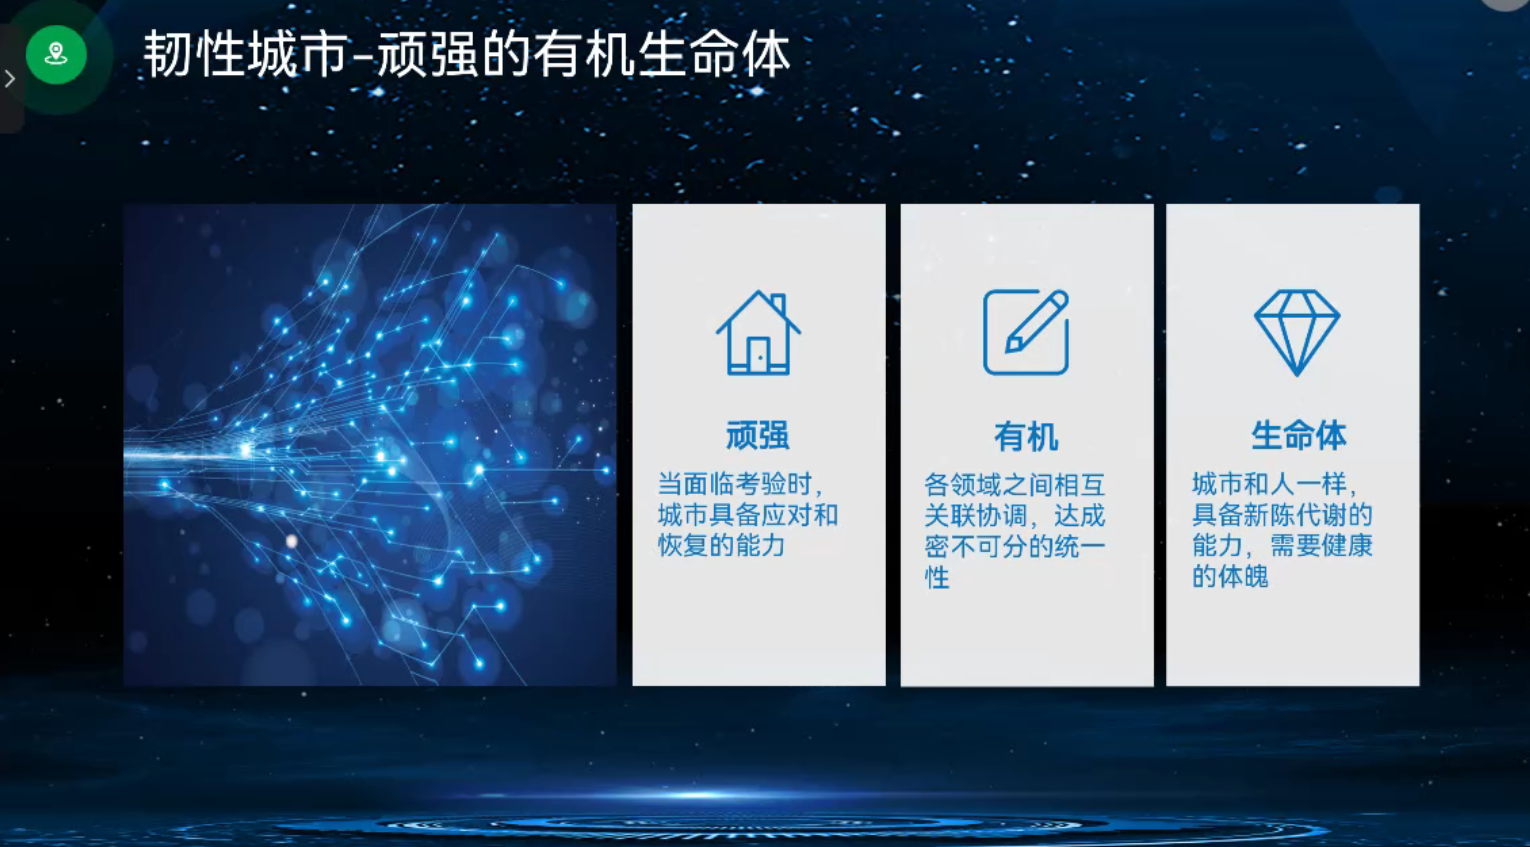 韧性城市-顽强的有机生命体
顽强
当面临考验时，
城市具备应对和
恢复的能力
有机
各领域之间相互
关联协调，达成
密不可分的统一
性
生命体
城市和人一样，
具备新陈代谢的
能力，需要健康
的体魄